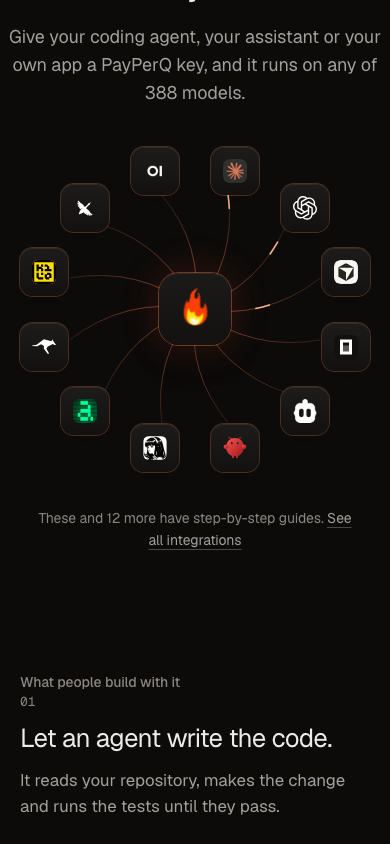 Give your coding agent, your assistant or your
own app a PayPerQ key, and it runs on any of
388 models.
OI
a
These and 12 more have step-by-step guides. See
all integrations
What people build with it
01
Let an agent write the code.
It reads your repository, makes the change
and runs the tests until they pass.